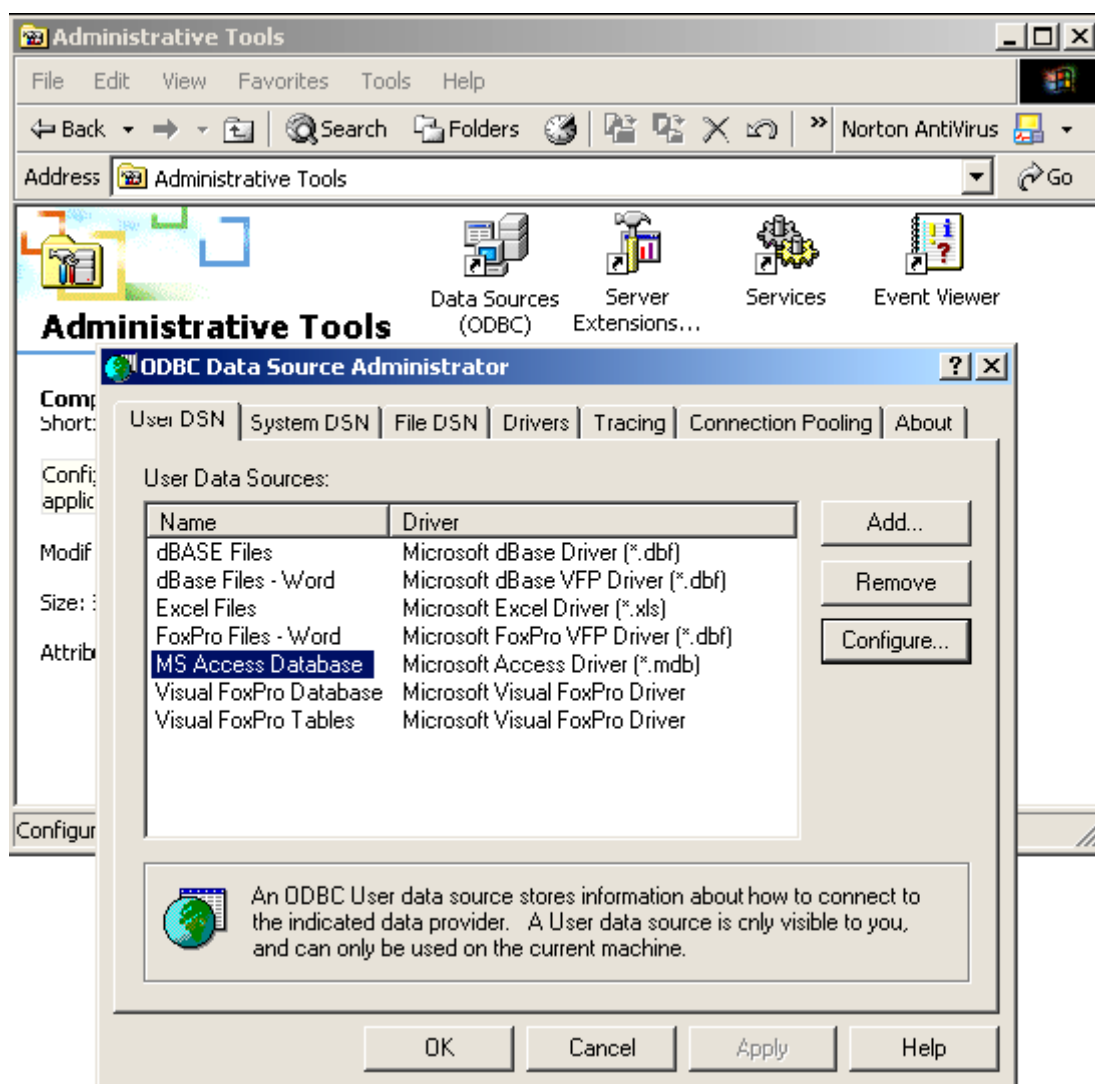 Administrative Tools
File Edit View Favorites Tools Help
Back Search Folders » Norton AntiVirus
Address Administrative Tools Go
Data Sources (ODBC)
Server Extensions...
Services
Event Viewer
Administrative Tools
ODBC Data Source Administrator
User DSN System DSN File DSN Drivers Tracing Connection Pooling About
Short:
applic
Modif
Size:
Attrib
Configur
User Data Sources:
Name Driver
dBASE Files Microsoft dBase Driver (*.dbf)
dBase Files - Word Microsoft dBase VFP Driver (*.dbf)
Excel Files Microsoft Excel Driver (*.xls)
FoxPro Files - Word Microsoft FoxPro VFP Driver (*.dbf)
MS Access Database Microsoft Access Driver (*.mdb)
Visual FoxPro Database Microsoft Visual FoxPro Driver
Visual FoxPro Tables Microsoft Visual FoxPro Driver
Add...
Remove
Configure...
An ODBC User data source stores information about how to connect to
the indicated data provider. A User data source is only visible to you,
and can only be used on the current machine.
OK Cancel Apply Help